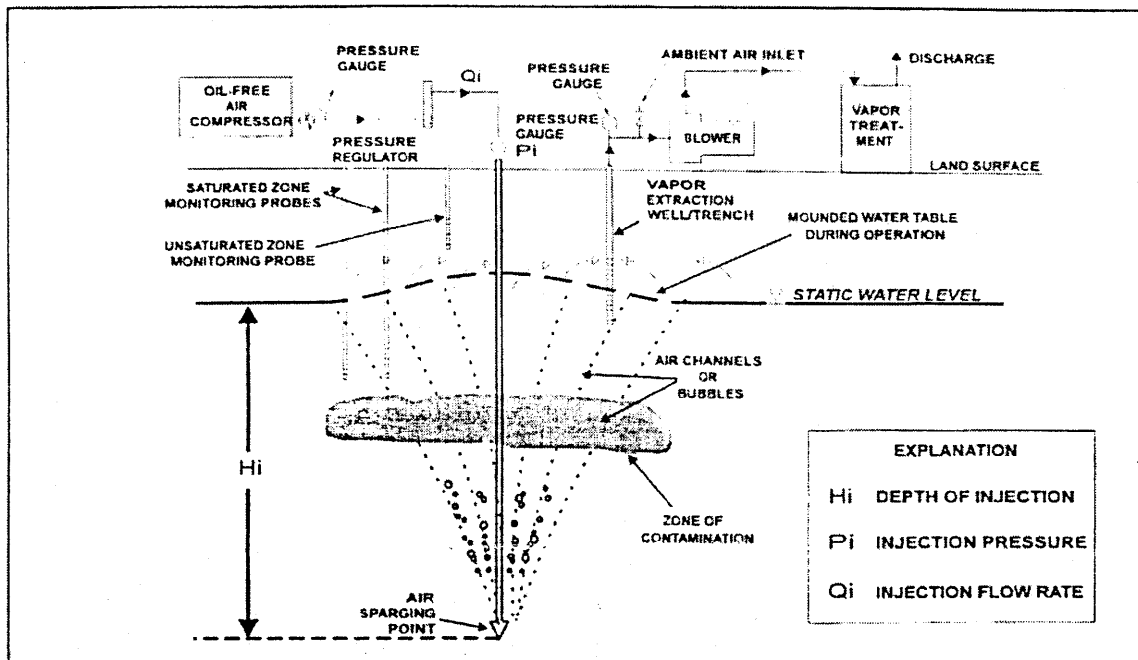 PRESSURE
GAUGE
Qi
OIL-FREE
AIR
COMPRESSOR
PRESSURE
REGULATOR
PRESSURE
GAUGE
Pi
PRESSURE
GAUGE
AMBIENT AIR INLET
BLOWER
DISCHARGE
VAPOR
TREAT-
MENT
LAND SURFACE
SATURATED ZONE
MONITORING PROBES
UNSATURATED ZONE
MONITORING PROBE
VAPOR
EXTRACTION
WELL/TRENCH
MOUNDED WATER TABLE
DURING OPERATION
STATIC WATER LEVEL
AIR CHANNELS
OR
BUBBLES
Hi
ZONE OF
CONTAMINATION
AIR
SPARGING
POINT
EXPLANATION
Hi DEPTH OF INJECTION
Pi INJECTION PRESSURE
Qi INJECTION FLOW RATE